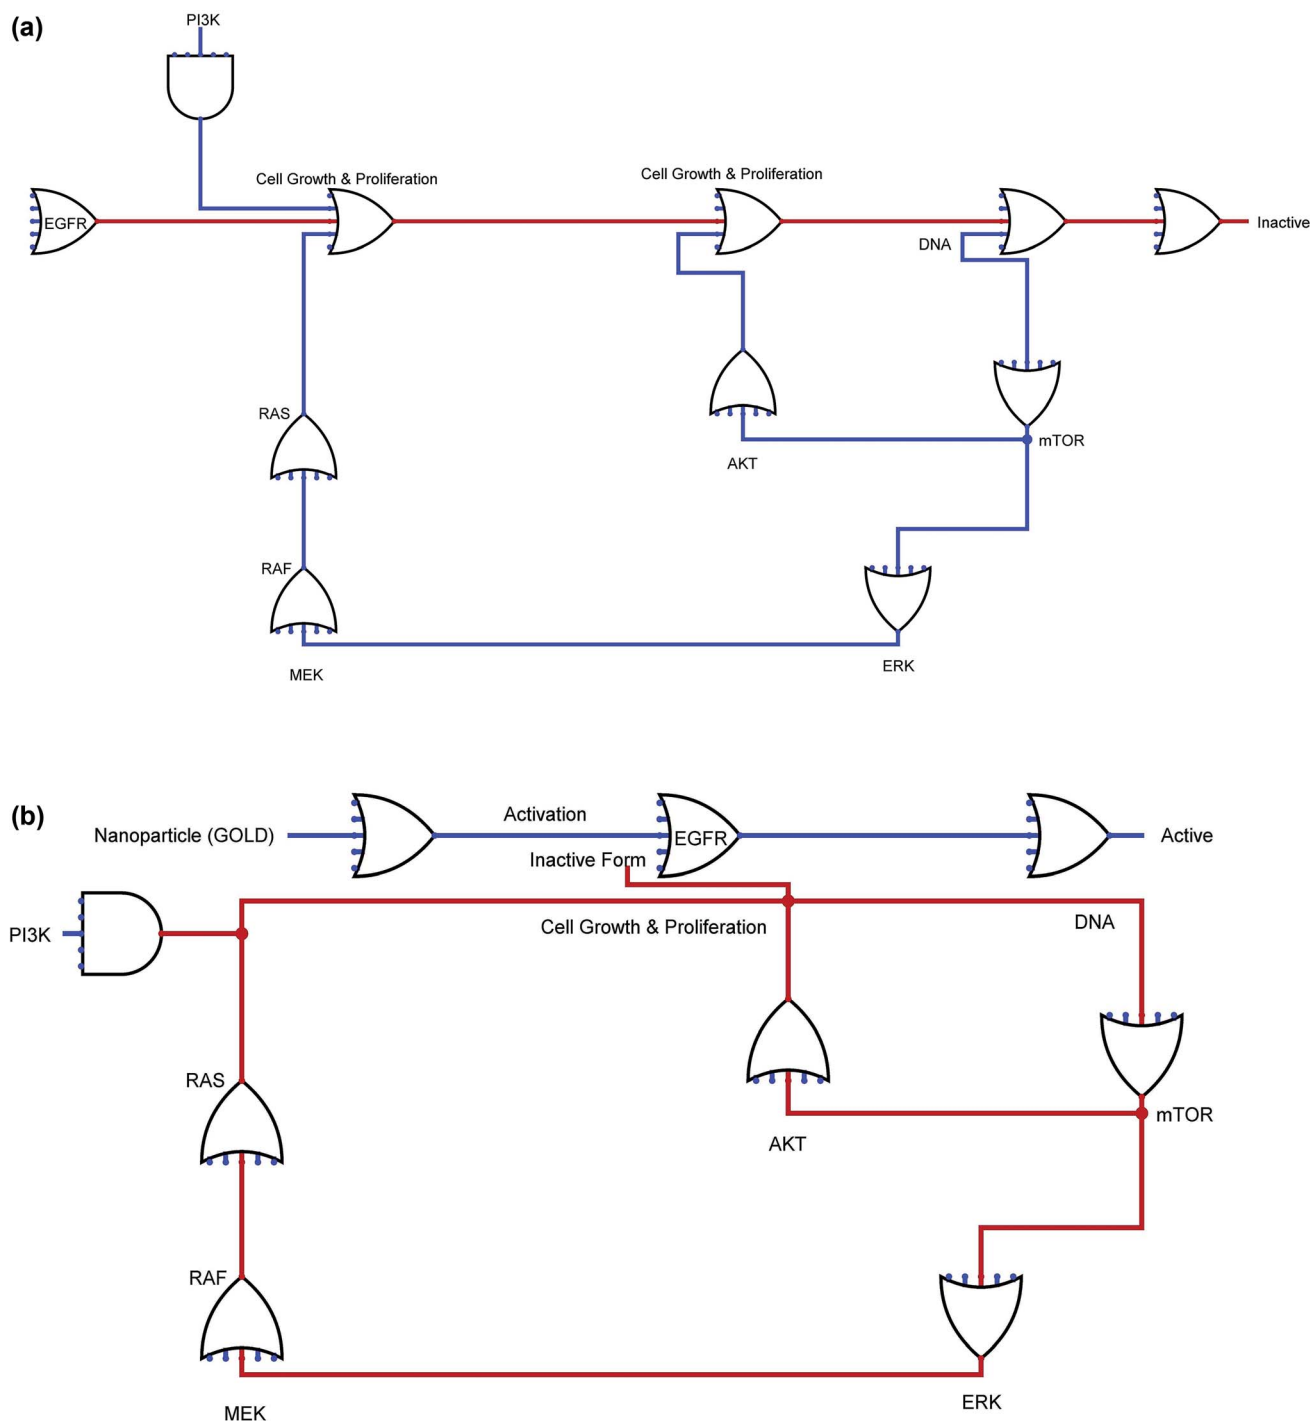 (a)
PI3K
Cell Growth & Proliferation
Cell Growth & Proliferation
EGFR
DNA
Inactive
RAS
AKT
mTOR
RAF
MEK
ERK
(b)
Nanoparticle (GOLD)
Activation
EGFR
Active
Inactive Form
PI3K
Cell Growth & Proliferation
DNA
RAS
AKT
mTOR
RAF
MEK
ERK